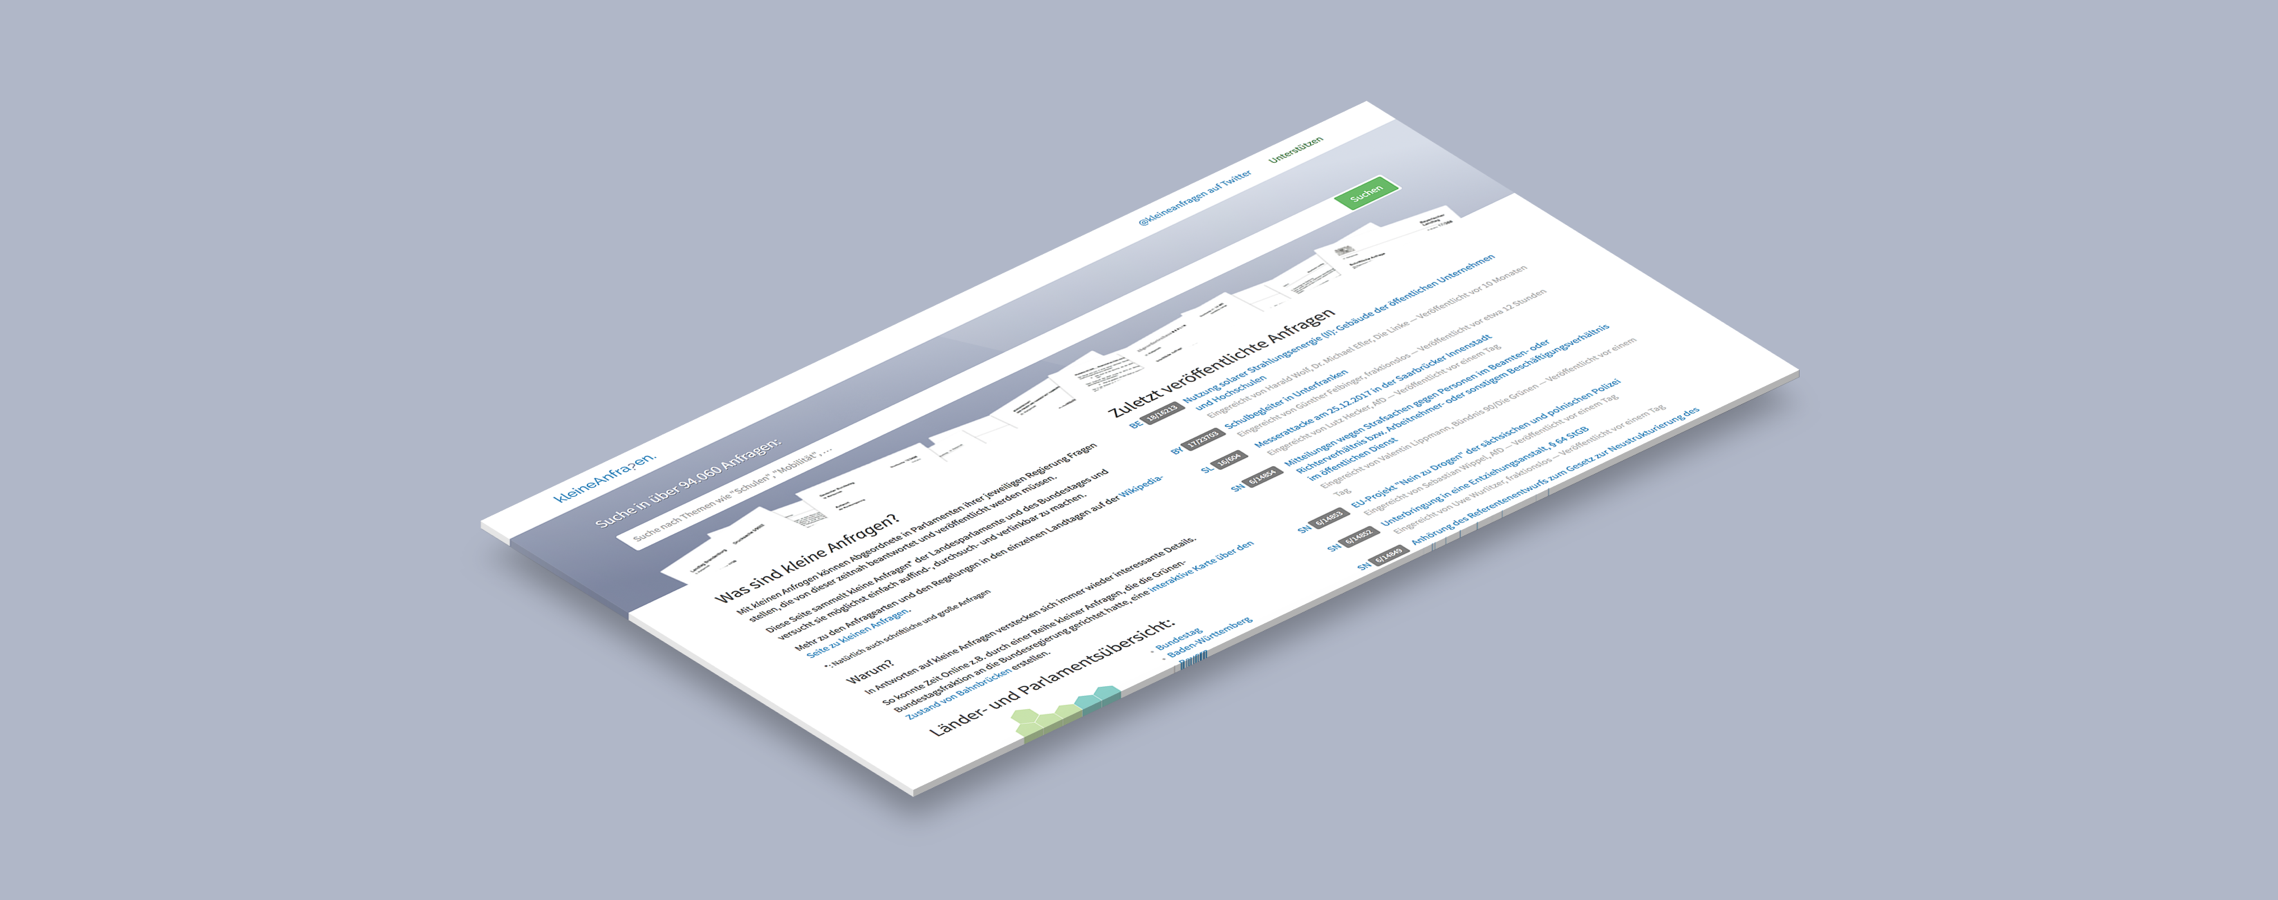 kleineAnfra?en.
@kleineanfragen auf Twitter
Unterstützen
Suche in über 94.060 Anfragen:
Suche nach Themen wie "Schulen", "Mobilität", ...
Suchen
Was sind kleine Anfragen?
Mit kleinen Anfragen können Abgeordnete in Parlamenten ihrer jeweiligen Regierung Fragen
stellen, die von dieser zeitnah beantwortet und veröffentlicht werden müssen.
Diese Seite sammelt kleine Anfragen* der Landesparlamente und des Bundestages und
versucht sie möglichst einfach auffind-, durchsuch- und verlinkbar zu machen.
Mehr zu den Anfragearten und den Regelungen in den einzelnen Landtagen auf der Wikipedia-
Seite zu kleinen Anfragen.
*: Natürlich auch schriftliche und große Anfragen
Warum?
In Antworten auf kleine Anfragen verstecken sich immer wieder interessante Details.
So konnte Zeit Online z.B. durch einer Reihe kleiner Anfragen, die die Grünen-
Bundestagsfraktion an die Bundesregierung gerichtet hatte, eine interaktive Karte über den
Zustand von Bahnbrücken erstellen.
Länder- und Parlamentsübersicht:
Bundestag
Baden-Württemberg
Zuletzt veröffentlichte Anfragen
BE 18/16213 Nutzung solarer Strahlungsenergie (II): Gebäude der öffentlichen Unternehmen
und Hochschulen
Eingereicht von Harald Wolf, Dr. Michael Efler, Die Linke — Veröffentlicht vor 10 Monaten
BY 17/23703 Schulbegleiter in Unterfranken
Eingereicht von Günther Felbinger, fraktionslos — Veröffentlicht vor etwa 12 Stunden
SL 16/604 Messerattacke am 25.12.2017 in der Saarbrücker Innenstadt
Eingereicht von Lutz Hecker, AfD — Veröffentlicht vor einem Tag
SN 6/14854 Mitteilungen wegen Strafsachen gegen Personen im Beamten- oder
Richterverhältnis bzw. Arbeitnehmer- oder sonstigem Beschäftigungsverhältnis
im öffentlichen Dienst
Eingereicht von Valentin Lippmann, Bündnis 90/Die Grünen — Veröffentlicht vor einem
Tag
SN 6/14853 EU-Projekt "Nein zu Drogen" der sächsischen und polnischen Polizei
Eingereicht von Sebastian Wippel, AfD — Veröffentlicht vor einem Tag
SN 6/14852 Unterbringung in eine Entziehungsanstalt, § 64 StGB
Eingereicht von Uwe Wurlitzer, fraktionslos — Veröffentlicht vor einem Tag
SN 6/14849 Anhörung des Referentenentwurfs zum Gesetz zur Neustrukturierung des